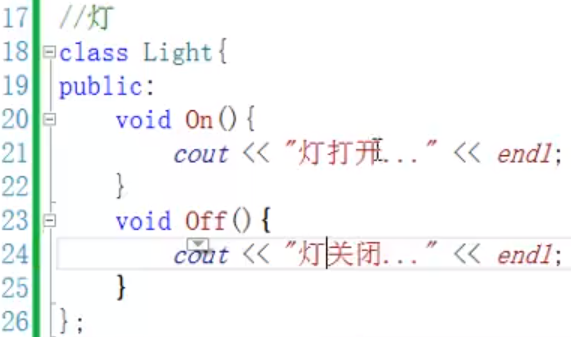 17 //灯
18 class Light{
19 public:
20 void On(){
21 cout << "灯打开..." << endl;
22 }
23 void Off(){
24 cout << "灯关闭..." << endl;
25 }
26 };